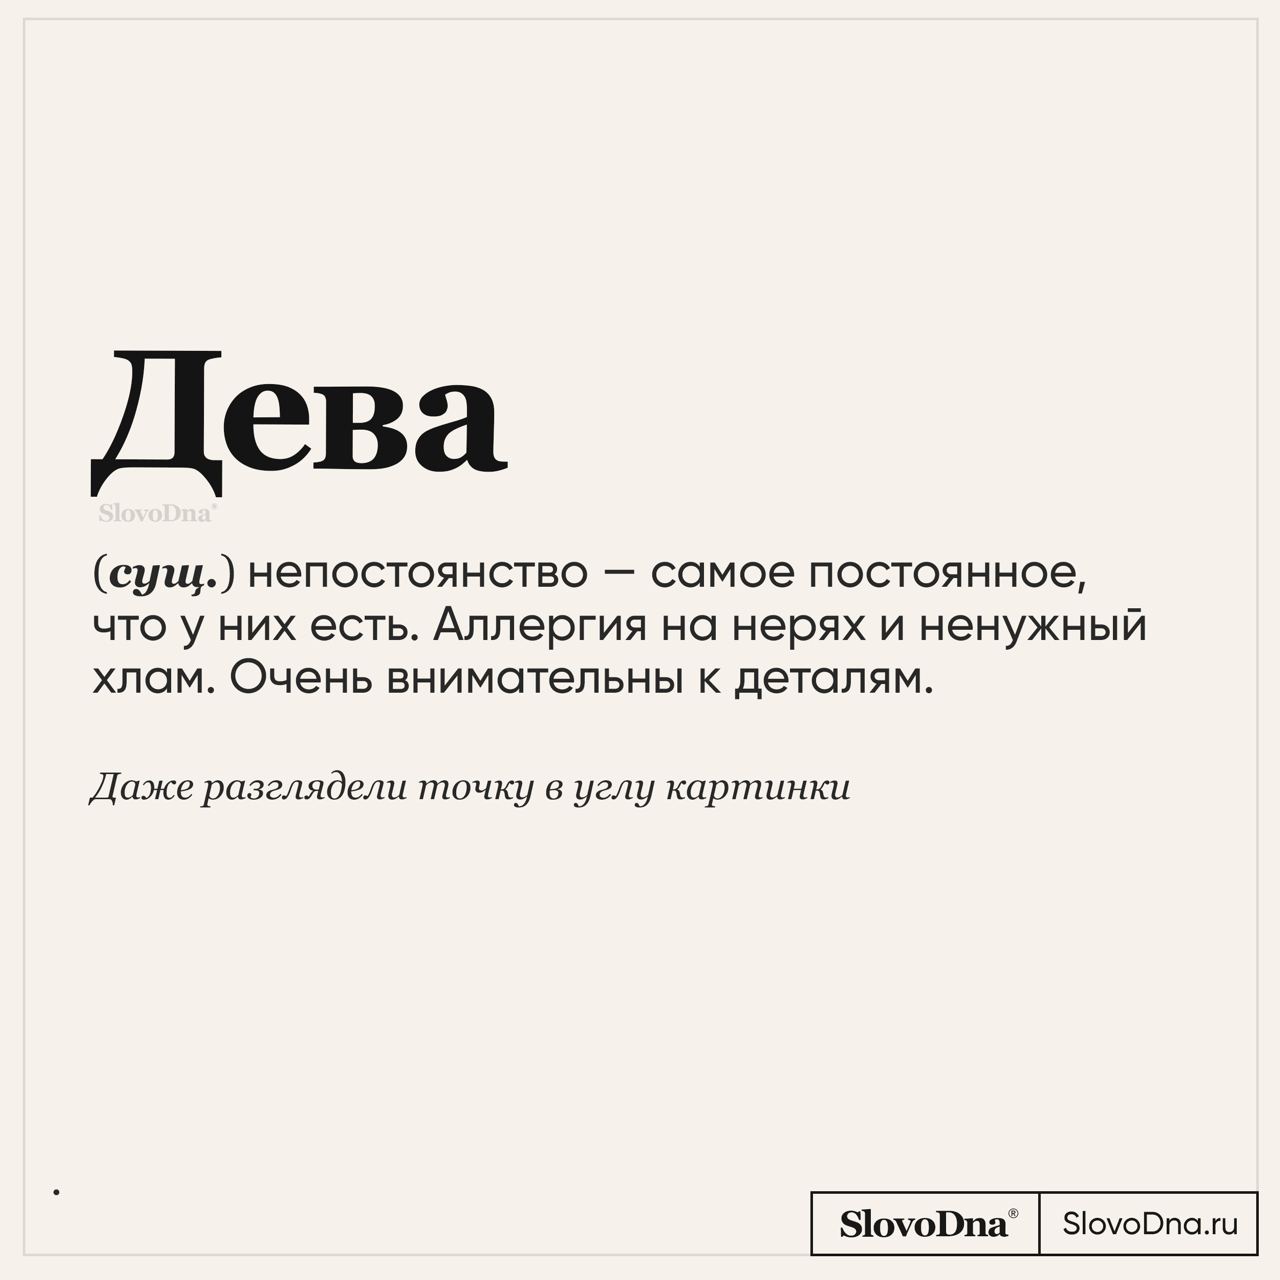 Дева
SlovoDna®
(сущ.) непостоянство — самое постоянное,
что у них есть. Аллергия на нерях и ненужный
хлам. Очень внимательны к деталям.
Даже разглядели точку в углу картинки
.
SlovoDna® SlovoDna.ru